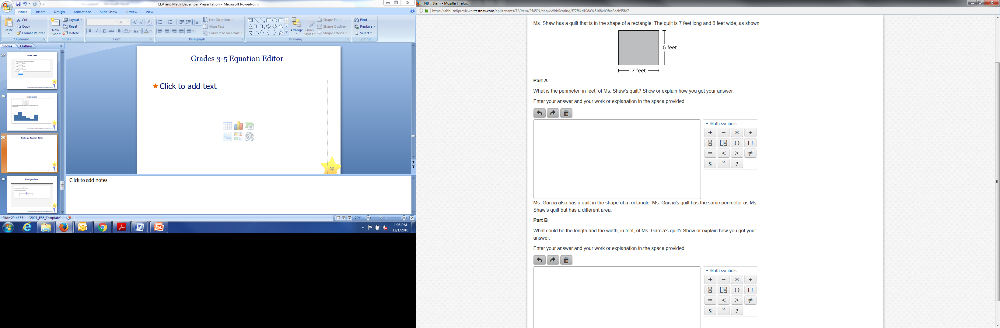 ELA and Math_December Presentation - Microsoft PowerPoint
Home Insert Design Animations Slide Show Review View
Paste
Cut
Copy
Format Painter
Clipboard
New Slide
Layout
Reset
Delete
Slides
32
B I U abc S AV Aa A
Font
Text Direction
Align Text
Convert to SmartArt
Paragraph
Arrange
Quick Styles
Shape Fill
Shape Outline
Shape Effects
Drawing
Find
Replace
Select
Editing
Slides Outline
27
Inline Item
28
Histogram
29
Grades 3-5 Equation Editor
30
Hot Spot Item
Grades 3-5 Equation Editor
Click to add text
29
Click to add notes
Slide 29 of 33 "2007_ESE_Template" 70%
1:06 PM
12/1/2016
TN8 ::: Item - Mozilla Firefox
https://abbi-tn8previewer.testnav.com/api/tenants/72/item/254594/showWithScoring/f77f64d108a945108cb9faa3acb55fd7
Ms. Shaw has a quilt that is in the shape of a rectangle. The quilt is 7 feet long and 6 feet wide, as shown.
6 feet
7 feet
Part A
What is the perimeter, in feet, of Ms. Shaw's quilt? Show or explain how you got your answer.
Enter your answer and your work or explanation in the space provided.
Math symbols
+ − × ÷
(·) [·]
= < > ≠
$ ° ?
Ms. Garcia also has a quilt in the shape of a rectangle. Ms. Garcia's quilt has the same perimeter as Ms.
Shaw's quilt but has a different area.
Part B
What could be the length and the width, in feet, of Ms. Garcia's quilt? Show or explain how you got your
answer.
Enter your answer and your work or explanation in the space provided.
Math symbols
+ − × ÷
(·) [·]
= < > ≠
$ ° ?